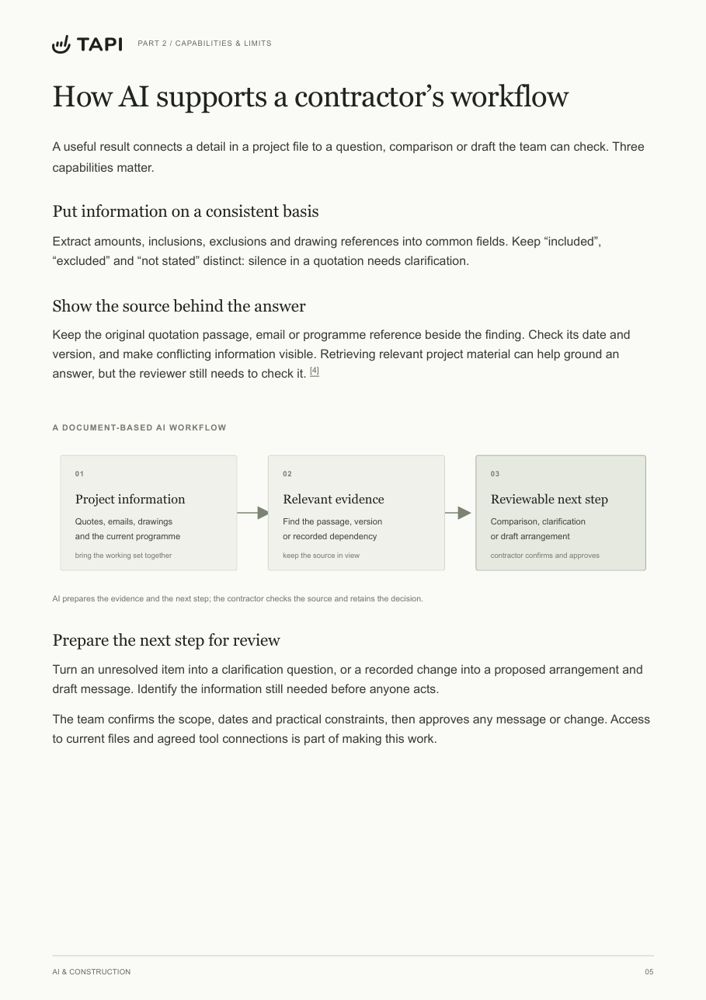 TAPI
PART 2 / CAPABILITIES & LIMITS
How AI supports a contractor’s workflow
A useful result connects a detail in a project file to a question, comparison or draft the team can check. Three
capabilities matter.
Put information on a consistent basis
Extract amounts, inclusions, exclusions and drawing references into common fields. Keep “included”,
“excluded” and “not stated” distinct: silence in a quotation needs clarification.
Show the source behind the answer
Keep the original quotation passage, email or programme reference beside the finding. Check its date and
version, and make conflicting information visible. Retrieving relevant project material can help ground an
answer, but the reviewer still needs to check it. [4]
A DOCUMENT-BASED AI WORKFLOW
01
Project information
Quotes, emails, drawings
and the current programme
bring the working set together
02
Relevant evidence
Find the passage, version
or recorded dependency
keep the source in view
03
Reviewable next step
Comparison, clarification
or draft arrangement
contractor confirms and approves
AI prepares the evidence and the next step; the contractor checks the source and retains the decision.
Prepare the next step for review
Turn an unresolved item into a clarification question, or a recorded change into a proposed arrangement and
draft message. Identify the information still needed before anyone acts.
The team confirms the scope, dates and practical constraints, then approves any message or change. Access
to current files and agreed tool connections is part of making this work.
AI & CONSTRUCTION
05